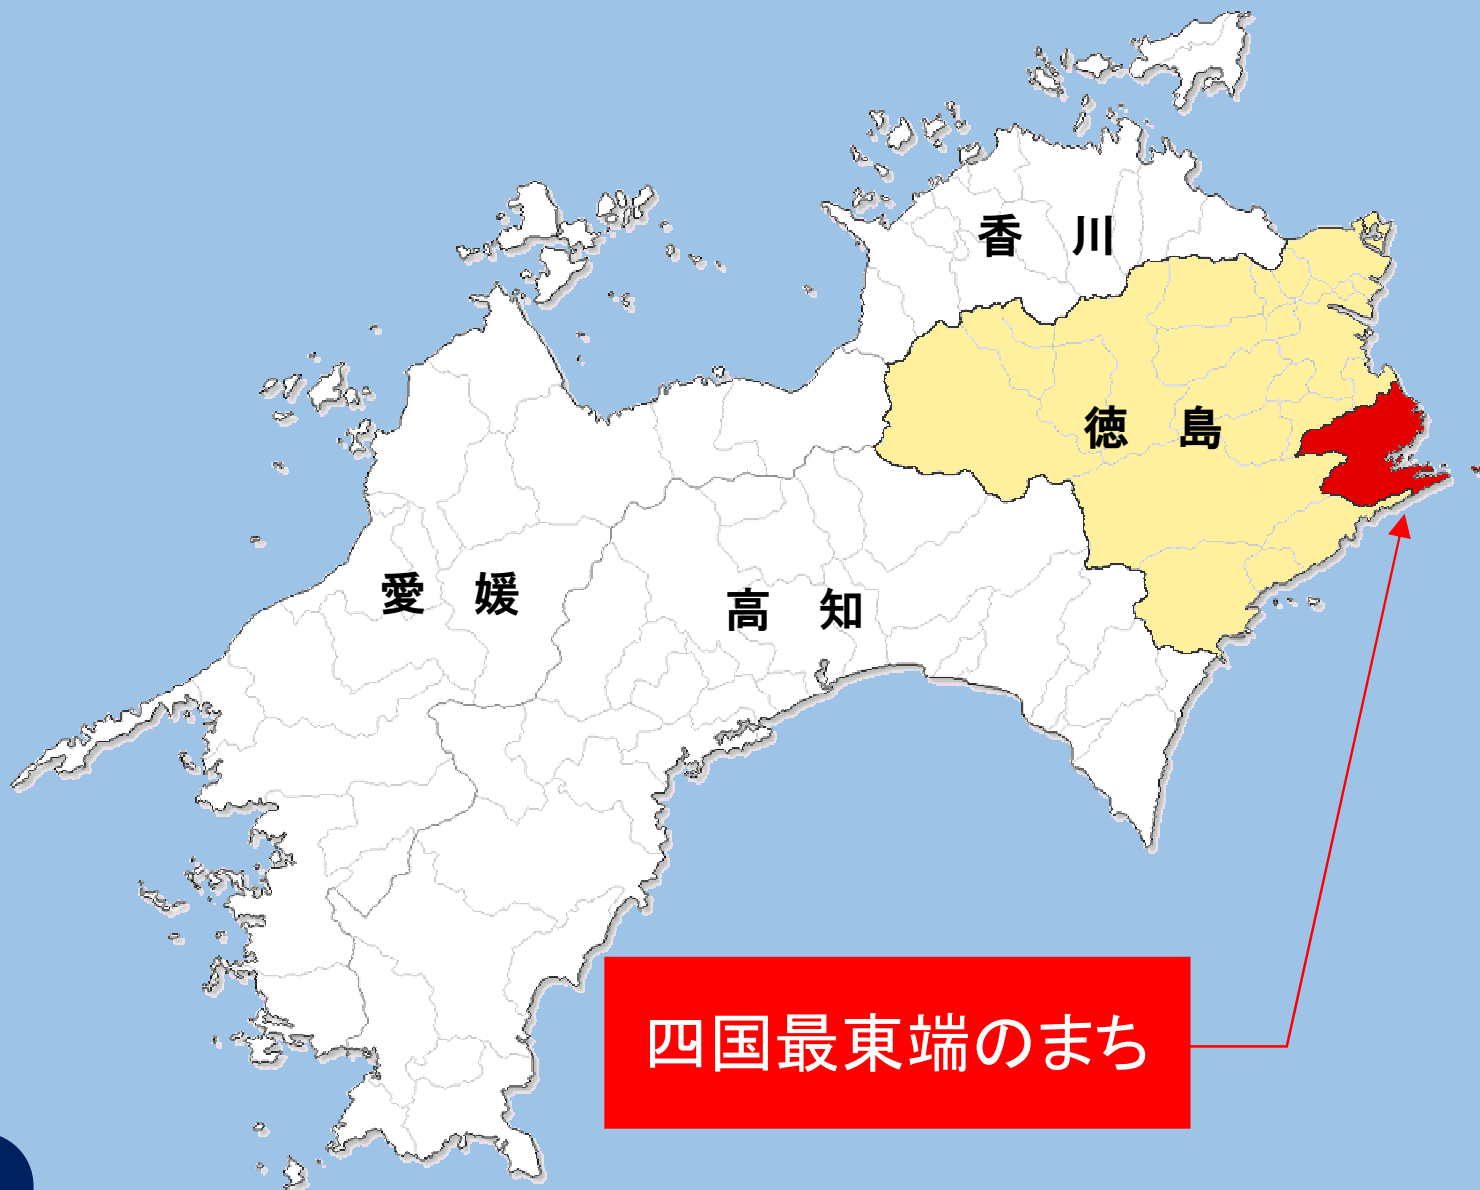 香 川
徳 島
愛 媛
高 知
四国最東端のまち